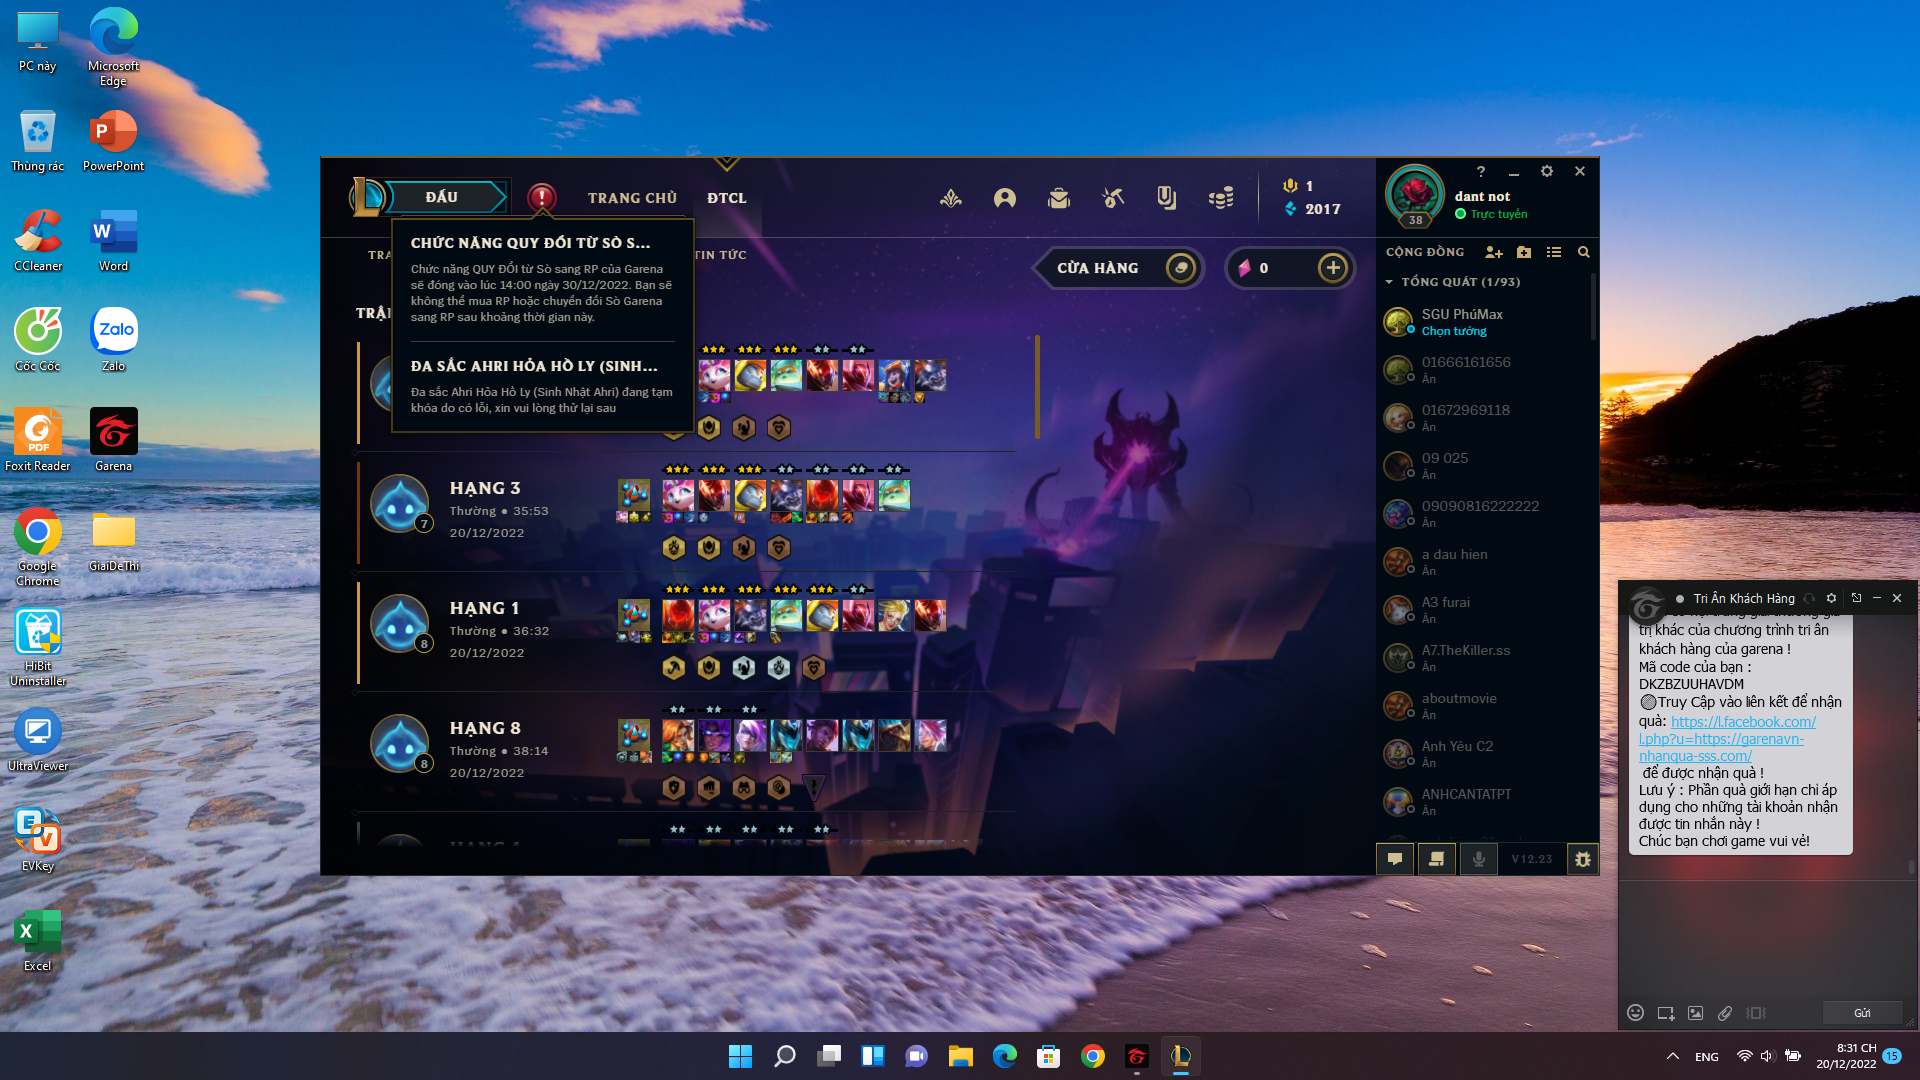 PC này
Microsoft
Edge
Thùng rác
PowerPoint
CCleaner
Word
Cốc Cốc
Zalo
Foxit Reader
Garena
Google
Chrome
GiaiDeThi
HiBit
Uninstaller
UltraViewer
EVKey
Excel
ĐẤU
TRANG CHỦ
ĐTCL
1
2017
CHỨC NĂNG QUY ĐỔI TỪ SÒ S...
Chức năng QUY ĐỔI từ Sò sang RP của Garena
sẽ đóng vào lúc 14:00 ngày 30/12/2022. Bạn sẽ
không thể mua RP hoặc chuyển đổi Sò Garena
sang RP sau khoảng thời gian này.
ĐA SẮC AHRI HỎA HỒ LY (SINH...
Đa sắc Ahri Hỏa Hồ Ly (Sinh Nhật Ahri) đang tạm
khóa do có lỗi, xin vui lòng thử lại sau
TIN TỨC
CỬA HÀNG
0
HẠNG 3
Thường • 35:53
20/12/2022
7
HẠNG 1
Thường • 36:32
20/12/2022
8
HẠNG 8
Thường • 38:14
20/12/2022
8
dant not
Trực tuyến
38
CỘNG ĐỒNG
TỔNG QUÁT (1/93)
SGU PhúMax
Chọn tướng
01666161656
Ẩn
01672969118
Ẩn
09 025
Ẩn
09090816222222
Ẩn
a dau hien
Ẩn
A3 furai
Ẩn
A7.TheKiller.ss
Ẩn
aboutmovie
Ẩn
Anh Yêu C2
Ẩn
ANHCANTATPT
Ẩn
V12.23
Tri Ân Khách Hàng
trị khác của chương trình tri ân
khách hàng của garena !
Mã code của bạn :
DKZBZUUHAVDM
Truy Cập vào liên kết để nhận
quà: https://l.facebook.com/
l.php?u=https://garenavn-
nhanqua-sss.com/
để được nhận quà !
Lưu ý : Phần quà giới hạn chi áp
dung cho những tài khoản nhận
được tin nhắn này !
Chúc bạn chơi game vui vẻ!
Gửi
ENG
8:31 CH
20/12/2022
15